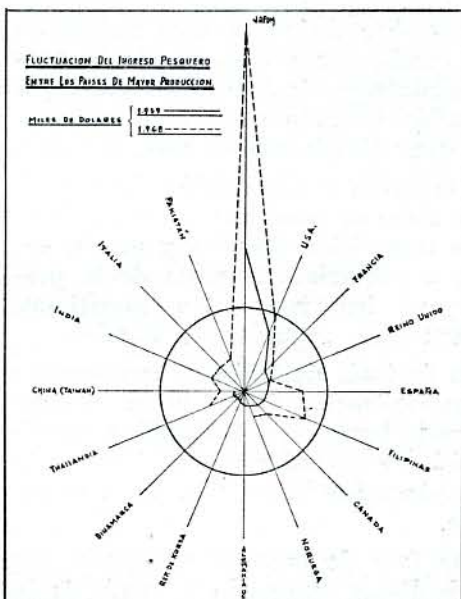 JAPON
FLUCTUACION DEL INGRESO PESQUERO
ENTRE LOS PAISES DE MAYOR PRODUCCION
MILES DE DOLARES
1.959
1.968
PAKISTÁN
U.S.A.
ITALIA
FRANCIA
INDIA
REINO UNIDO
CHINA (TAIWAN)
ESPAÑA
THAILANDIA
FILIPINAS
DINAMARCA
CANADA
REP. DE KOREA
NORUEGA